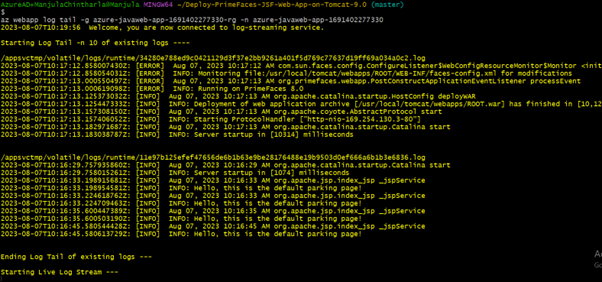 AzureAD+ManjulaChintharla@Manjula MINGW64 ~/Deploy-PrimeFaces-JSF-Web-App-on-Tomcat-9.0 (master)
$
az webapp log tail -g azure-javaweb-app-1691402277330-rg -n azure-javaweb-app-1691402277330
2023-08-07T10:19:56  Welcome, you are now connected to log-streaming service.

Starting Log Tail -n 10 of existing logs ----

/appsvctmp/volatile/logs/runtime/34280e788ed9c0421129d3f37e2bb9261a401f5d769c77637d19ff69a034a0c2.log
2023-08-07T10:17:12.858007430Z: [ERROR]  Aug 07, 2023 10:17:12 AM com.sun.faces.config.ConfigureListener$WebConfigResourceMonitor$Monitor <init
2023-08-07T10:17:12.858050431Z: [ERROR]  INFO: Monitoring file:/usr/local/tomcat/webapps/ROOT/WEB-INF/faces-config.xml for modifications
2023-08-07T10:17:13.000550497Z: [ERROR]  Aug 07, 2023 10:17:13 AM org.primefaces.webapp.PostConstructApplicationEventListener processEvent
2023-08-07T10:17:13.000619098Z: [ERROR]  INFO: Running on PrimeFaces 8.0
2023-08-07T10:17:13.125373032Z: [INFO]  Aug 07, 2023 10:17:13 AM org.apache.catalina.startup.HostConfig deployWAR
2023-08-07T10:17:13.125447333Z: [INFO]  INFO: Deployment of web application archive [/usr/local/tomcat/webapps/ROOT.war] has finished in [10,12
2023-08-07T10:17:13.157308150Z: [INFO]  Aug 07, 2023 10:17:13 AM org.apache.coyote.AbstractProtocol start
2023-08-07T10:17:13.157406052Z: [INFO]  INFO: Starting ProtocolHandler ["http-nio-169.254.130.3-80"]
2023-08-07T10:17:13.182971687Z: [INFO]  Aug 07, 2023 10:17:13 AM org.apache.catalina.startup.Catalina start
2023-08-07T10:17:13.183038787Z: [INFO]  INFO: Server startup in [10314] milliseconds

/appsvctmp/volatile/logs/runtime/11e97b125efef47656de6b1b63e9be28176448e19b9503d0ef666a6b1b3e6836.log
2023-08-07T10:16:29.757935860Z: [INFO]  Aug 07, 2023 10:16:29 AM org.apache.catalina.startup.Catalina start
2023-08-07T10:16:29.758015261Z: [INFO]  INFO: Server startup in [1074] milliseconds
2023-08-07T10:16:33.198915681Z: [INFO]  Aug 07, 2023 10:16:33 AM org.apache.jsp.index_jsp _jspService
2023-08-07T10:16:33.198954581Z: [INFO]  INFO: Hello, this is the default parking page!
2023-08-07T10:16:33.224618762Z: [INFO]  Aug 07, 2023 10:16:33 AM org.apache.jsp.index_jsp _jspService
2023-08-07T10:16:33.224709463Z: [INFO]  INFO: Hello, this is the default parking page!
2023-08-07T10:16:35.600447389Z: [INFO]  Aug 07, 2023 10:16:35 AM org.apache.jsp.index_jsp _jspService
2023-08-07T10:16:35.600503190Z: [INFO]  INFO: Hello, this is the default parking page!
2023-08-07T10:16:45.580544428Z: [INFO]  Aug 07, 2023 10:16:45 AM org.apache.jsp.index_jsp _jspService
2023-08-07T10:16:45.580613729Z: [INFO]  INFO: Hello, this is the default parking page!

Ending Log Tail of existing logs ---

Starting Live Log Stream ---